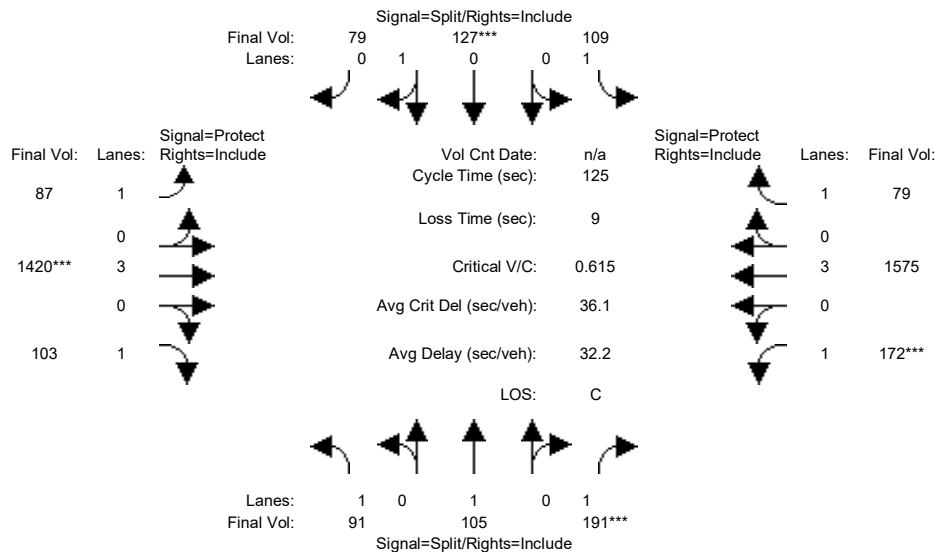 Signal=Split/Rights=Include
Final Vol: 79 127*** 109
Lanes: 0 1 0 0 1
Signal=Protect Signal=Protect
Final Vol: Lanes: Rights=Include Vol Cnt Date: n/a Rights=Include Lanes: Final Vol:
Cycle Time (sec): 125
87 1 1 79
Loss Time (sec): 9
0 0
1420*** 3 Critical V/C: 0.615 3 1575
0 Avg Crit Del (sec/veh): 36.1 0
103 1 Avg Delay (sec/veh): 32.2 1 172***
LOS: C
Lanes: 1 0 1 0 1
Final Vol: 91 105 191***
Signal=Split/Rights=Include